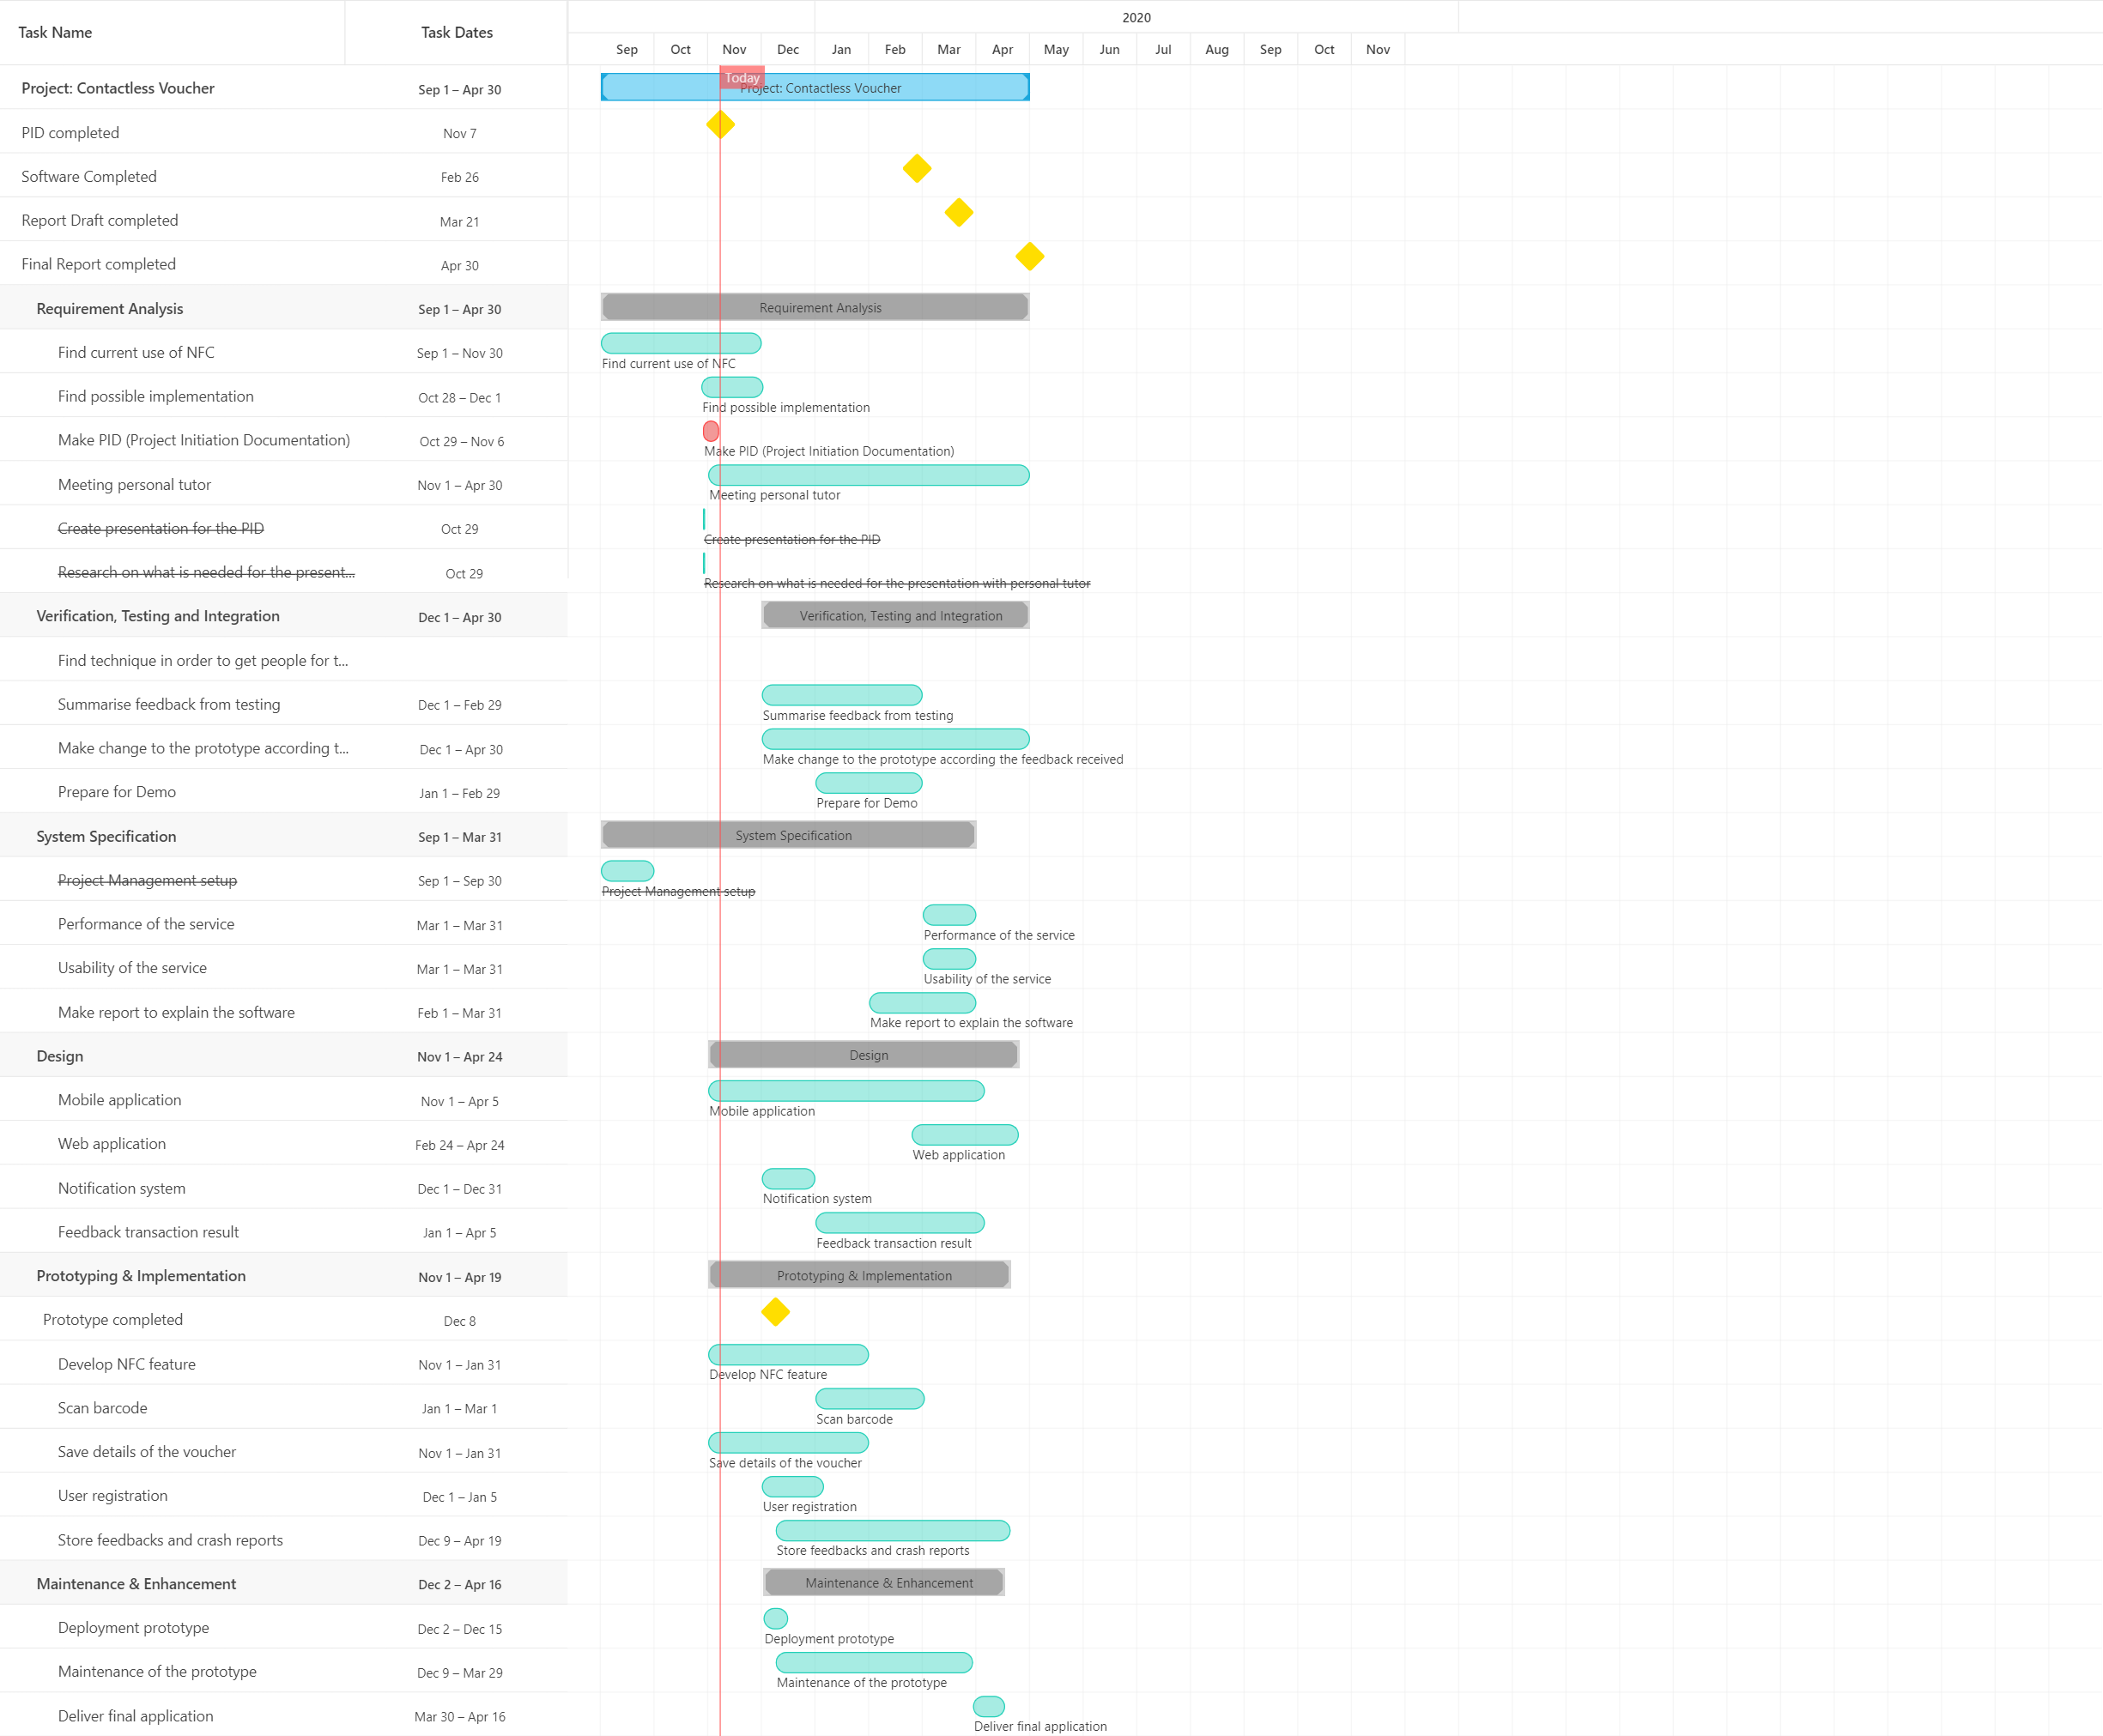 2020
Task Name Task Dates
Sep Oct Nov Dec Jan Feb Mar Apr May Jun Jul Aug Sep Oct Nov
Today
Project: Contactless Voucher Sep 1 – Apr 30 Project: Contactless Voucher
PID completed Nov 7
Software Completed Feb 26
Report Draft completed Mar 21
Final Report completed Apr 30
Requirement Analysis Sep 1 – Apr 30 Requirement Analysis
Find current use of NFC Sep 1 – Nov 30
Find current use of NFC
Find possible implementation Oct 28 – Dec 1
Find possible implementation
Make PID (Project Initiation Documentation) Oct 29 – Nov 6
Make PID (Project Initiation Documentation)
Meeting personal tutor Nov 1 – Apr 30
Meeting personal tutor
Create presentation for the PID Oct 29
Create presentation for the PID
Research on what is needed for the present... Oct 29
Research on what is needed for the presentation with personal tutor
Verification, Testing and Integration Dec 1 – Apr 30 Verification, Testing and Integration
Find technique in order to get people for t...
Summarise feedback from testing Dec 1 – Feb 29
Summarise feedback from testing
Make change to the prototype according t... Dec 1 – Apr 30
Make change to the prototype according the feedback received
Prepare for Demo Jan 1 – Feb 29
Prepare for Demo
System Specification Sep 1 – Mar 31 System Specification
Project Management setup Sep 1 – Sep 30
Project Management setup
Performance of the service Mar 1 – Mar 31
Performance of the service
Usability of the service Mar 1 – Mar 31
Usability of the service
Make report to explain the software Feb 1 – Mar 31
Make report to explain the software
Design Nov 1 – Apr 24 Design
Mobile application Nov 1 – Apr 5
Mobile application
Web application Feb 24 – Apr 24
Web application
Notification system Dec 1 – Dec 31
Notification system
Feedback transaction result Jan 1 – Apr 5
Feedback transaction result
Prototyping & Implementation Nov 1 – Apr 19 Prototyping & Implementation
Prototype completed Dec 8
Develop NFC feature Nov 1 – Jan 31
Develop NFC feature
Scan barcode Jan 1 – Mar 1
Scan barcode
Save details of the voucher Nov 1 – Jan 31
Save details of the voucher
User registration Dec 1 – Jan 5
User registration
Store feedbacks and crash reports Dec 9 – Apr 19
Store feedbacks and crash reports
Maintenance & Enhancement Dec 2 – Apr 16 Maintenance & Enhancement
Deployment prototype Dec 2 – Dec 15
Deployment prototype
Maintenance of the prototype Dec 9 – Mar 29
Maintenance of the prototype
Deliver final application Mar 30 – Apr 16
Deliver final application